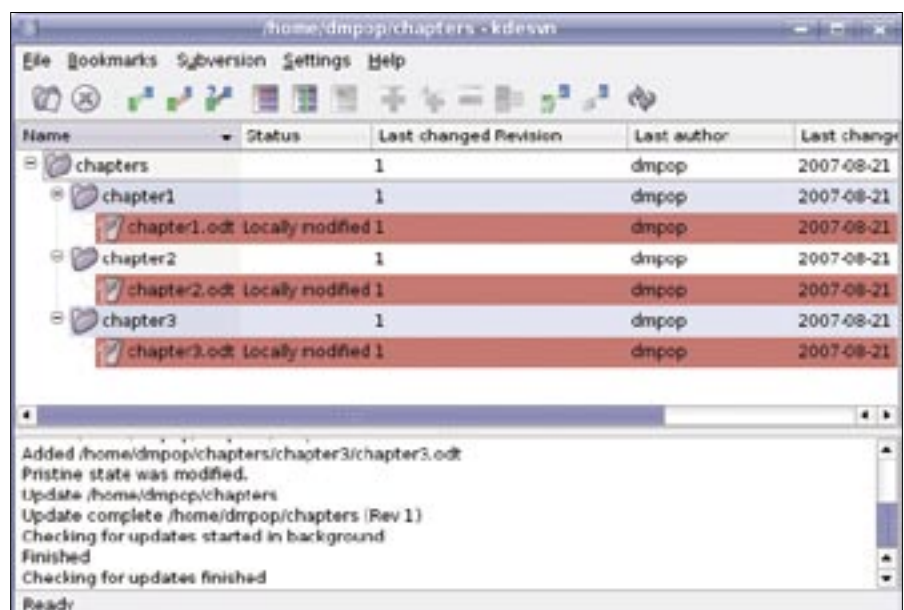 /home/dmpop/chapters - kdesvn
File Bookmarks Subversion Settings Help
Name Status Last changed Revision Last author Last change
chapters 1 dmpop 2007-08-21
chapter1 1 dmpop 2007-08-21
chapter1.odt Locally modified 1 dmpop 2007-08-21
chapter2 1 dmpop 2007-08-21
chapter2.odt Locally modified 1 dmpop 2007-08-21
chapter3 1 dmpop 2007-08-21
chapter3.odt Locally modified 1 dmpop 2007-08-21
Added /home/dmpop/chapters/chapter3/chapter3.odt
Pristine state was modified.
Update /home/dmpop/chapters
Update complete /home/dmpop/chapters (Rev 1)
Checking for updates started in background
Finished
Checking for updates finished
Ready